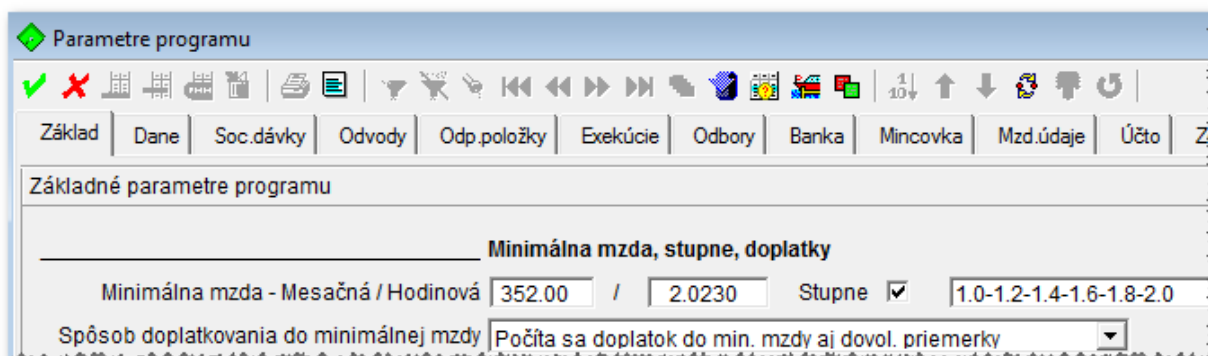 Parametre programu
Základ Dane Soc.dávky Odvody Odp.položky Exekúcie Odbory Banka Mincovka Mzd.údaje Účto
Základné parametre programu
Minimálna mzda, stupne, doplatky
Minimálna mzda - Mesačná / Hodinová 352.00 / 2.0230 Stupne 1.0-1.2-1.4-1.6-1.8-2.0
Spôsob doplatkovania do minimálnej mzdy Počíta sa doplatok do min. mzdy aj dovol. priemerky